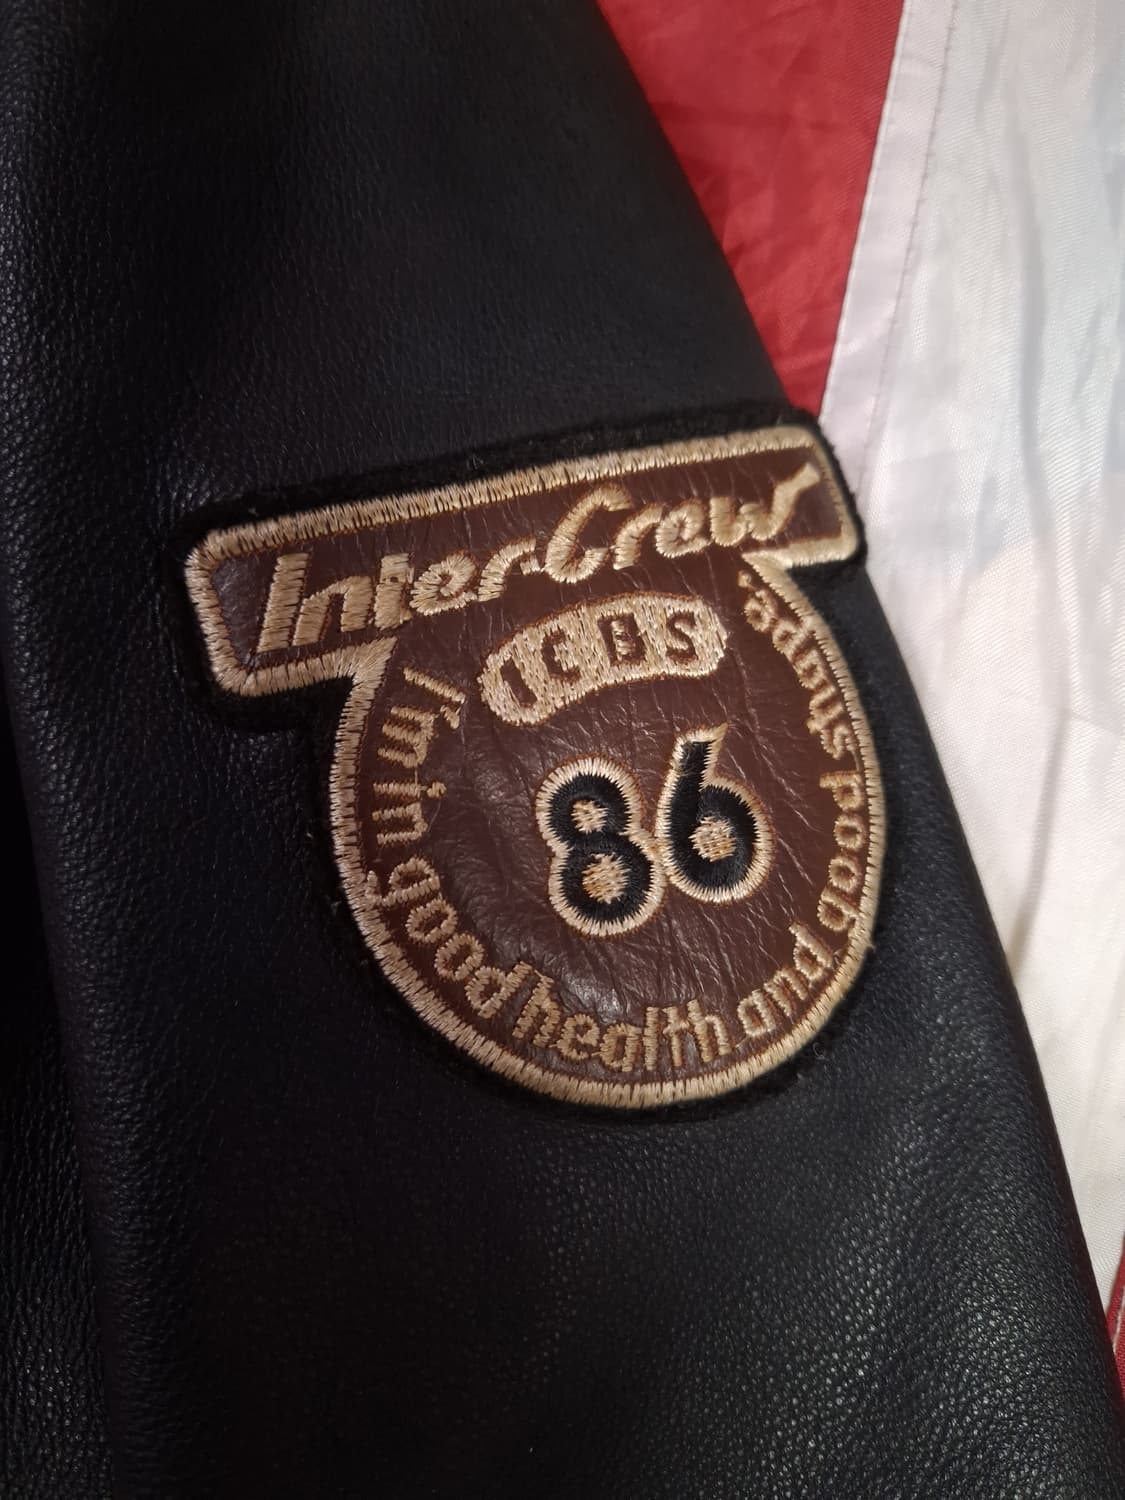 InterCrew
ICBS
86
I'm in good health and good shape.